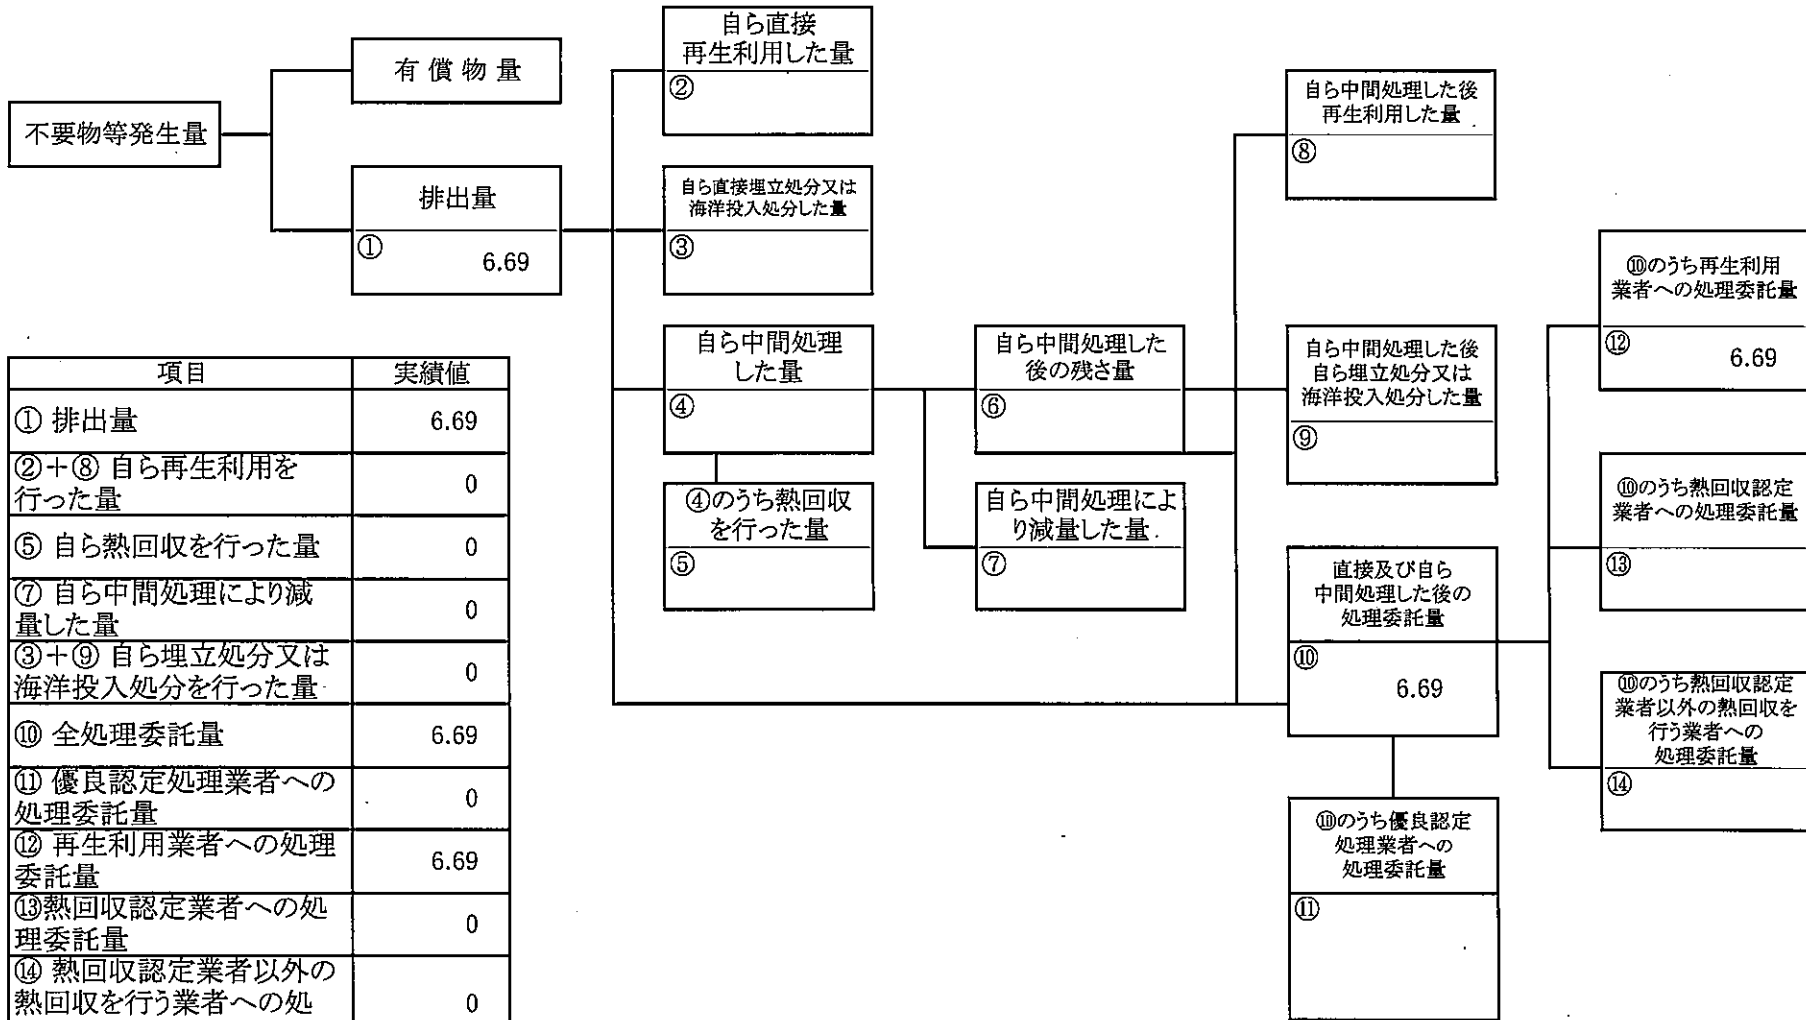 不要物等発生量
有償物量
排出量
①
6.69
自ら直接
再生利用した量
②
自ら直接埋立処分又は
海洋投入処分した量
③
自ら中間処理
した量
④
④のうち熱回収
を行った量
⑤
自ら中間処理した
後の残さ量
⑥
自ら中間処理によ
り減量した量
⑦
自ら中間処理した後
再生利用した量
⑧
自ら中間処理した後
自ら埋立処分又は
海洋投入処分した量
⑨
直接及び自ら
中間処理した後の
処理委託量
⑩
6.69
⑩のうち優良認定
処理業者への
処理委託量
⑪
⑩のうち再生利用
業者への処理委託量
⑫
6.69
⑩のうち熱回収認定
業者への処理委託量
⑬
⑩のうち熱回収認定
業者以外の熱回収を
行う業者への
処理委託量
⑭
項目 実績値
① 排出量 6.69
②+⑧ 自ら再生利用を
行った量 0
⑤ 自ら熱回収を行った量 0
⑦ 自ら中間処理により減
量した量 0
③+⑨ 自ら埋立処分又は
海洋投入処分を行った量 0
⑩ 全処理委託量 6.69
⑪ 優良認定処理業者への
処理委託量 0
⑫ 再生利用業者への処理
委託量 6.69
⑬熱回収認定業者への処
理委託量 0
⑭ 熱回収認定業者以外の
熱回収を行う業者への処 0